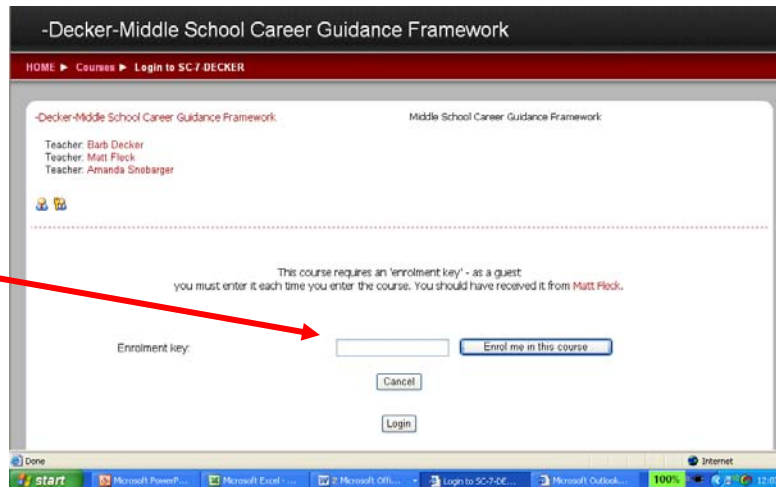 -Decker-Middle School Career Guidance Framework
HOME ► Courses ► Login to SC-7-DECKER
-Decker-Middle School Career Guidance Framework
Middle School Career Guidance Framework
Teacher: Barb Decker
Teacher: Matt Fleck
Teacher: Amanda Snobarger
This course requires an 'enrolment key' - as a guest
you must enter it each time you enter the course. You should have received it from Matt Fleck.
Enrolment key:
Enrol me in this course
Cancel
Login
Done
Internet
start
Microsoft PowerP...
Microsoft Excel - ...
2 Microsoft Offi...
Login to SC-7-DE...
Microsoft Outlook...
100%